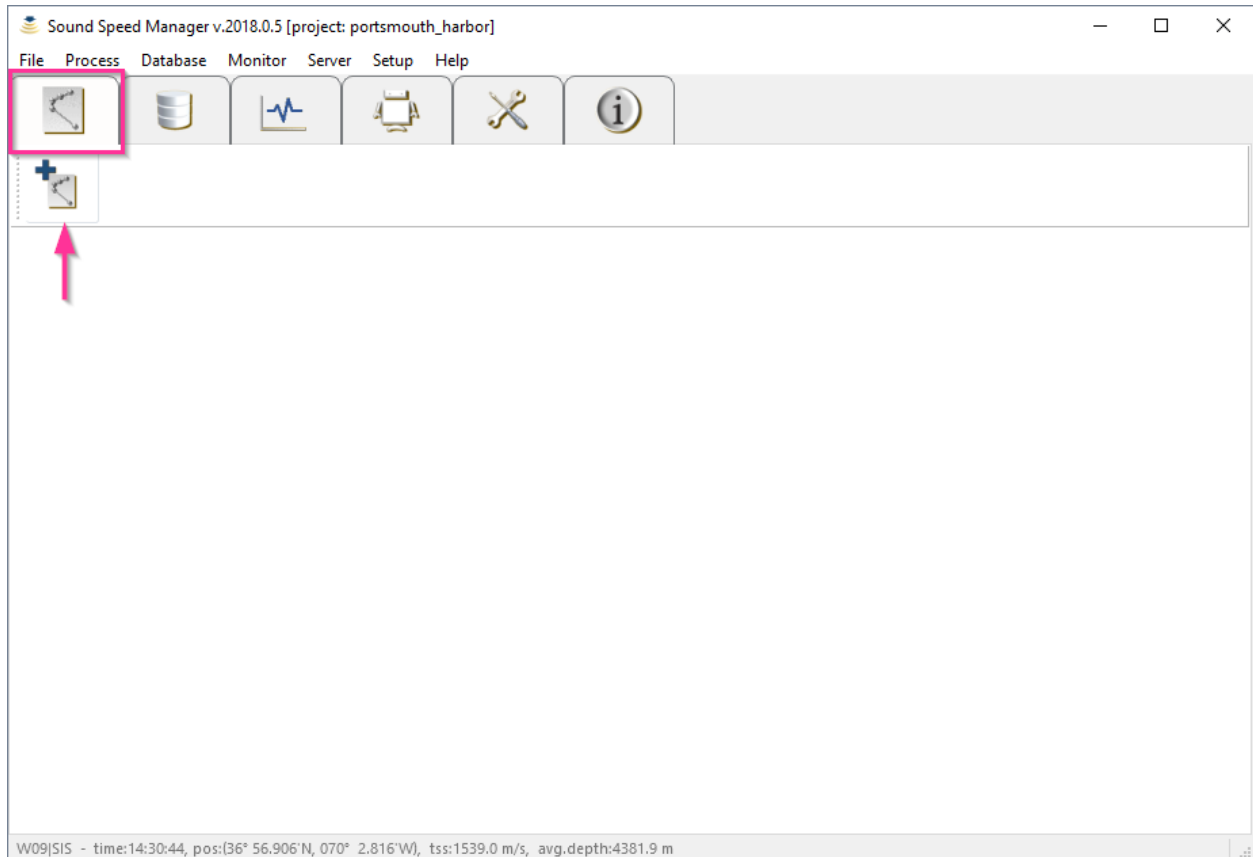 Sound Speed Manager v.2018.0.5 [project: portsmouth_harbor]
File Process Database Monitor Server Setup Help
i
W09|SIS - time:14:30:44, pos:(36° 56.906'N, 070° 2.816'W), tss:1539.0 m/s, avg.depth:4381.9 m